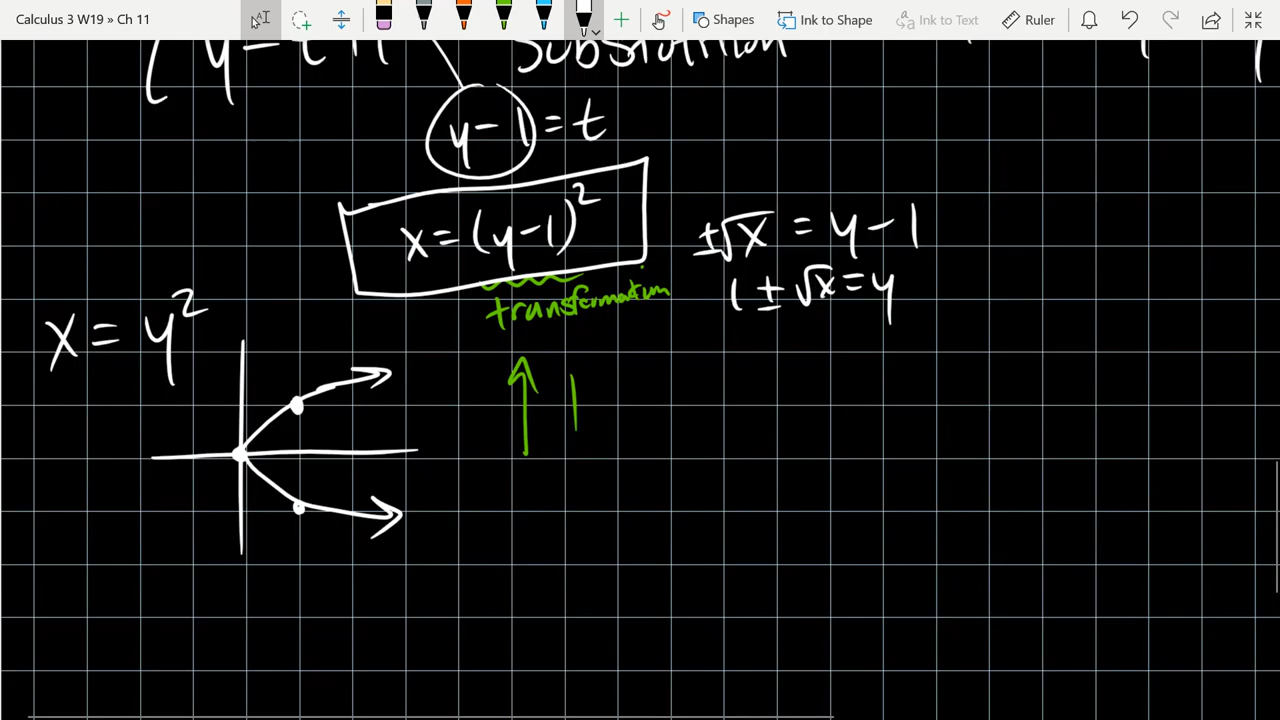 Calculus 3 W19 » Ch 11
Shapes
Ink to Shape
Ink to Text
Ruler
Substitution
y-1 = t
x = (y-1)²
±√x = y-1
1 ± √x = y
transformation
x = y²
↑ 1